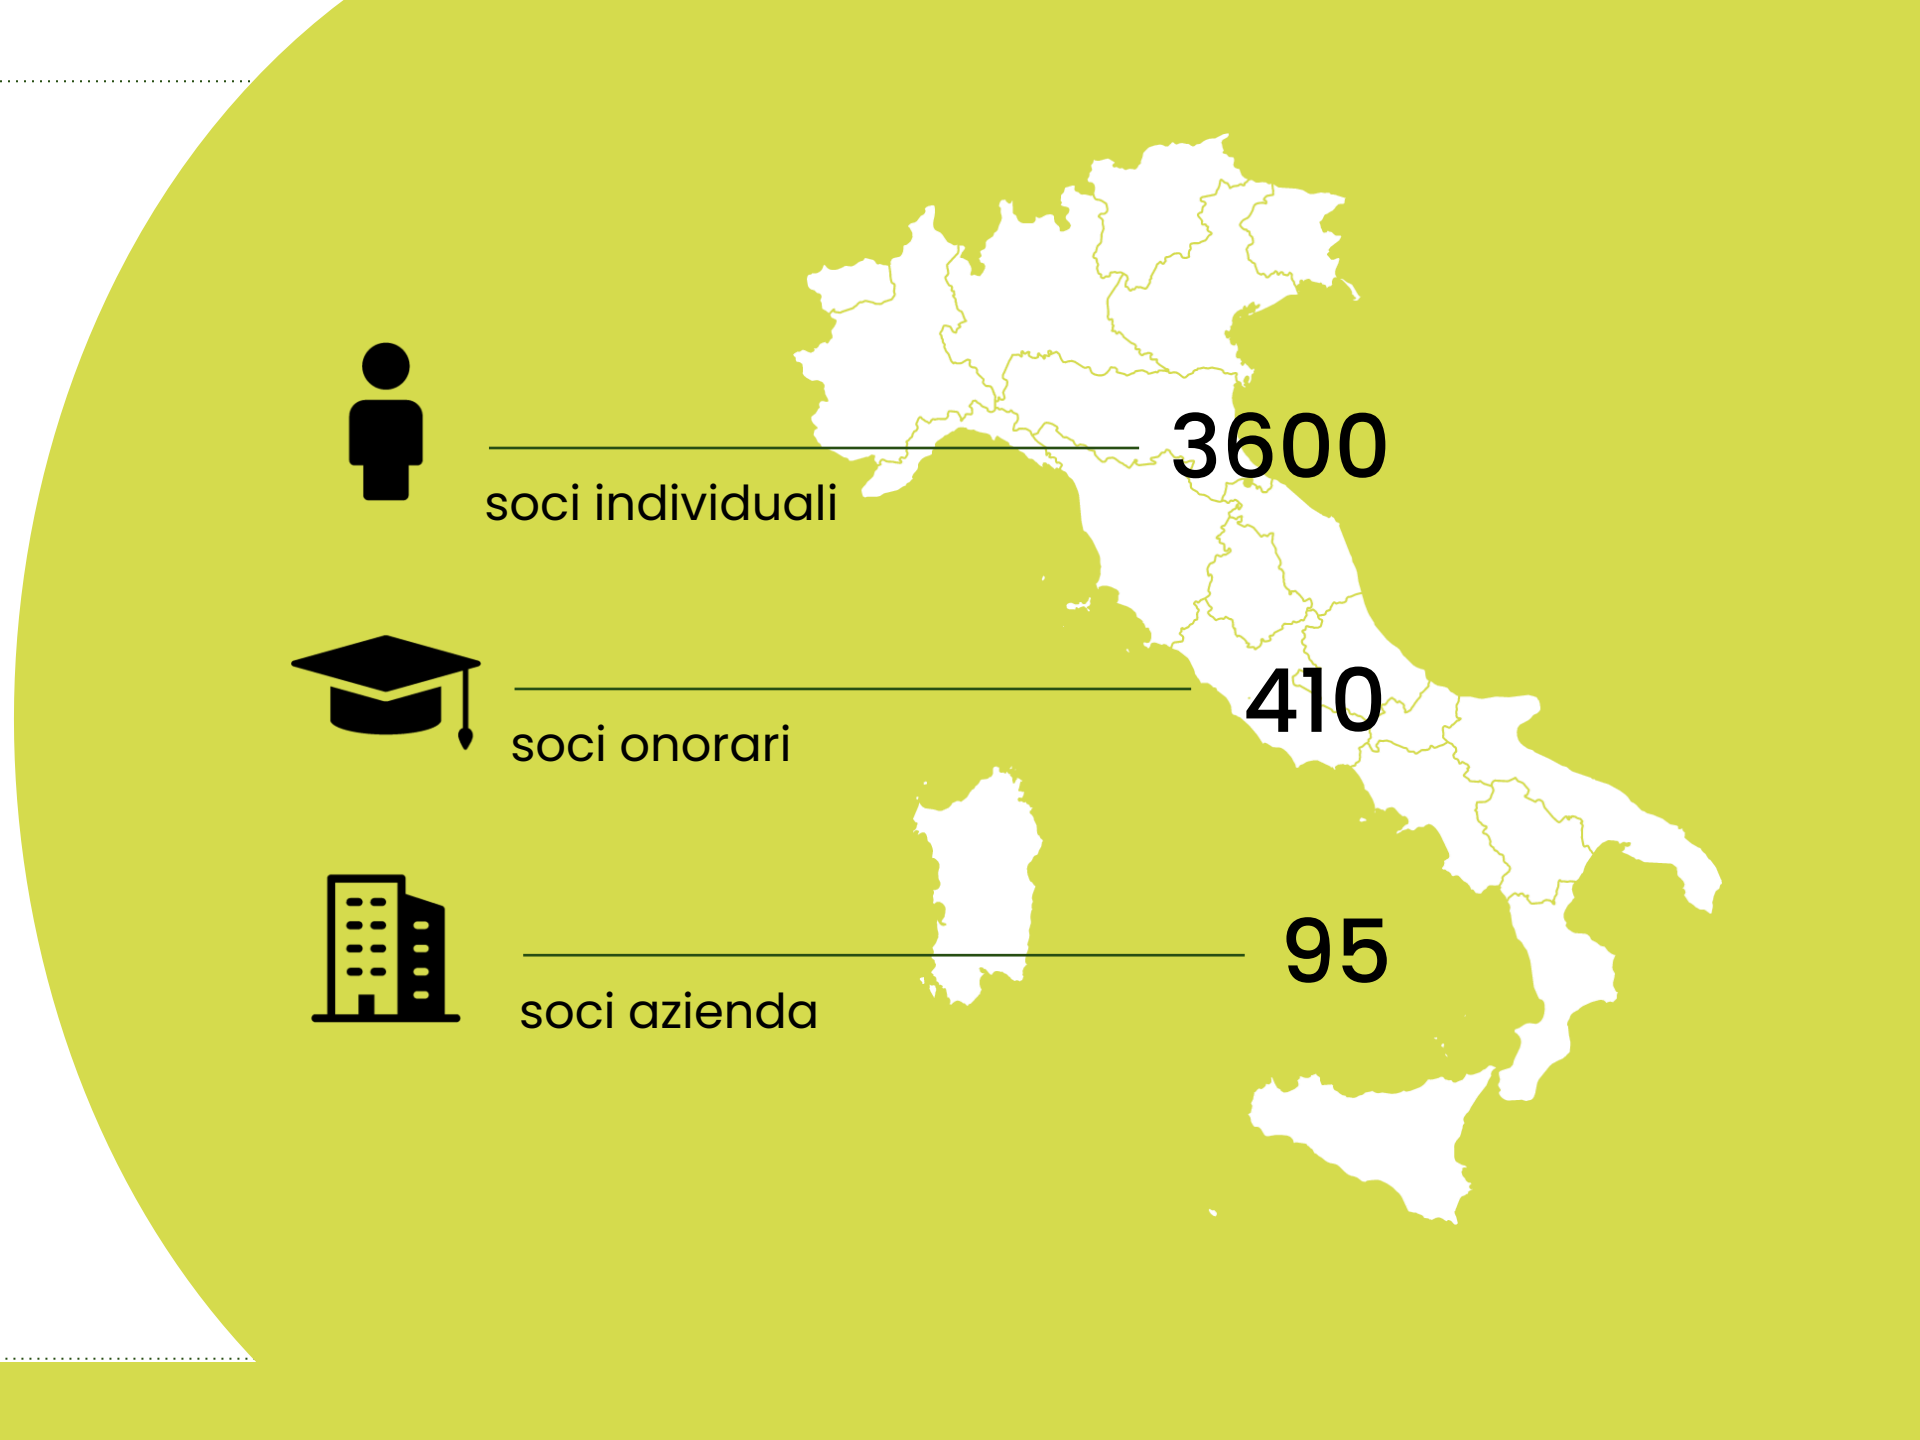 3600
soci individuali
410
soci onorari
95
soci azienda